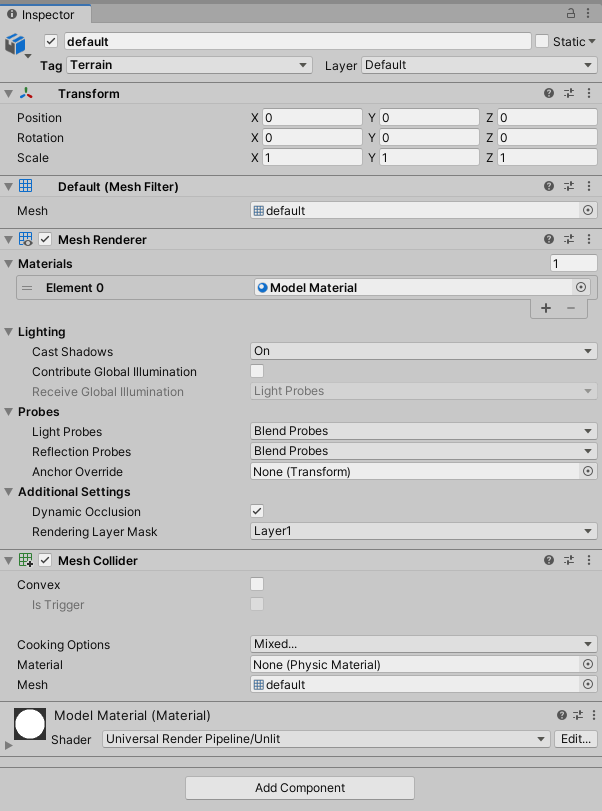 Inspector
default Static
Tag Terrain Layer Default
Transform
Position X 0 Y 0 Z 0
Rotation X 0 Y 0 Z 0
Scale X 1 Y 1 Z 1
Default (Mesh Filter)
Mesh default
Mesh Renderer
Materials 1
Element 0 Model Material
Lighting
Cast Shadows On
Contribute Global Illumination
Receive Global Illumination Light Probes
Probes
Light Probes Blend Probes
Reflection Probes Blend Probes
Anchor Override None (Transform)
Additional Settings
Dynamic Occlusion
Rendering Layer Mask Layer1
Mesh Collider
Convex
Is Trigger
Cooking Options Mixed...
Material None (Physic Material)
Mesh default
Model Material (Material)
Shader Universal Render Pipeline/Unlit Edit...
Add Component